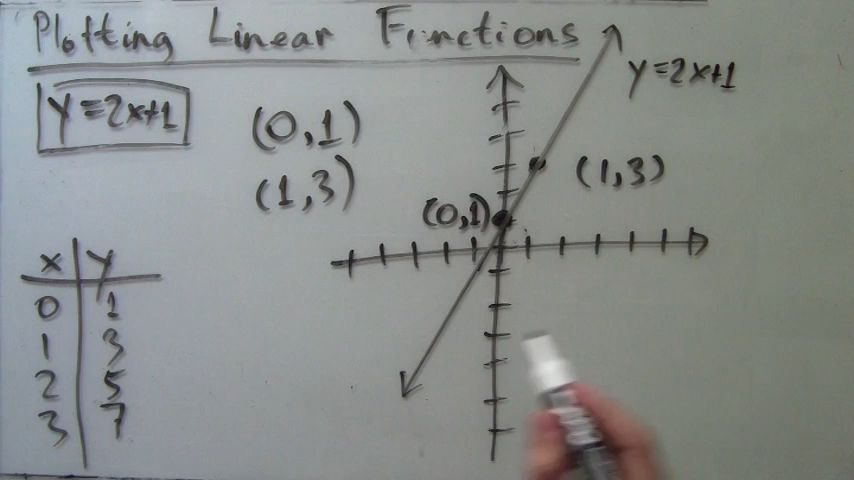 Plotting Linear Functions
y=2x+1
y=2x+1
(0,1)
(1,3)
(1,3)
(0,1)
x y
0 1
1 3
2 5
3 7